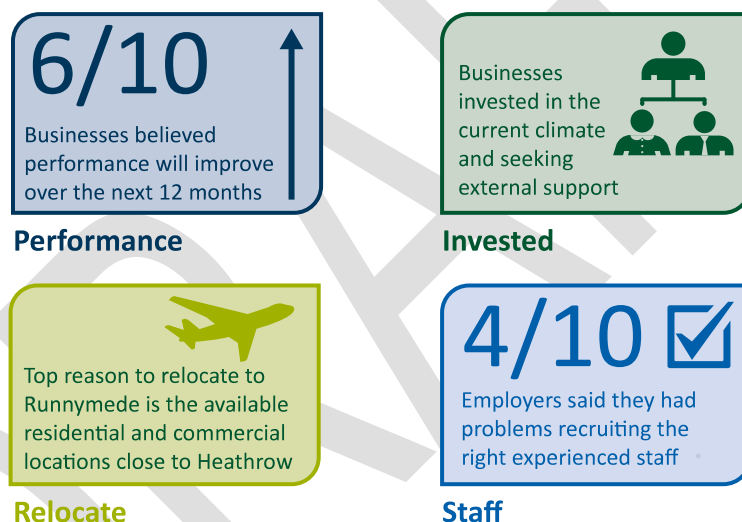 6/10
Businesses believed
performance will improve
over the next 12 months
Performance
Businesses
invested in the
current climate
and seeking
external support
Invested
Top reason to relocate to
Runnymede is the available
residential and commercial
locations close to Heathrow
Relocate
4/10
Employers said they had
problems recruiting the
right experienced staff
Staff